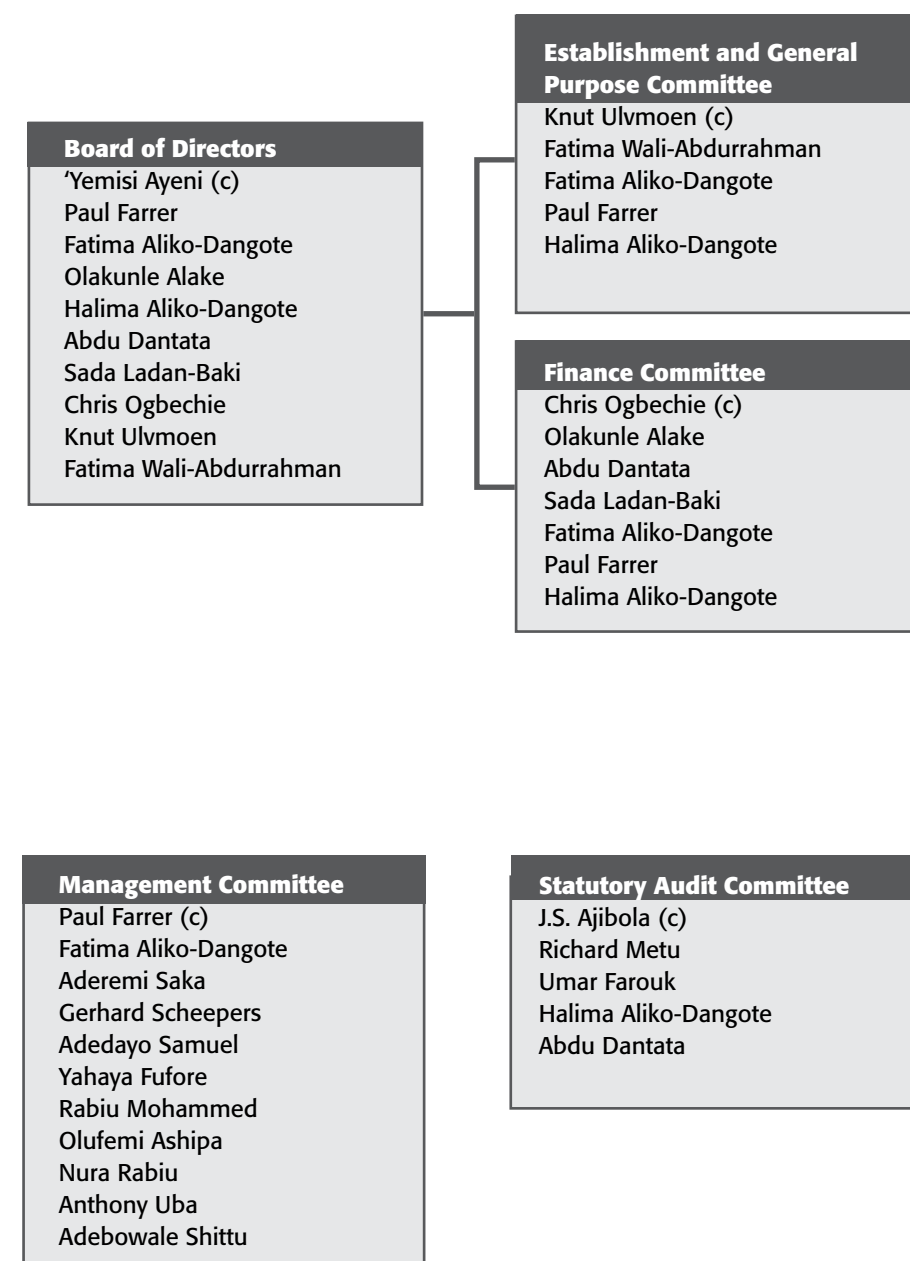 Establishment and General
Purpose Committee
Knut Ulvmoen (c)
Fatima Wali-Abdurrahman
Fatima Aliko-Dangote
Paul Farrer
Halima Aliko-Dangote
Board of Directors
‘Yemisi Ayeni (c)
Paul Farrer
Fatima Aliko-Dangote
Olakunle Alake
Halima Aliko-Dangote
Abdu Dantata
Sada Ladan-Baki
Chris Ogbechie
Knut Ulvmoen
Fatima Wali-Abdurrahman
Finance Committee
Chris Ogbechie (c)
Olakunle Alake
Abdu Dantata
Sada Ladan-Baki
Fatima Aliko-Dangote
Paul Farrer
Halima Aliko-Dangote
Management Committee
Paul Farrer (c)
Fatima Aliko-Dangote
Aderemi Saka
Gerhard Scheepers
Adedayo Samuel
Yahaya Fufore
Rabiu Mohammed
Olufemi Ashipa
Nura Rabiu
Anthony Uba
Adebowale Shittu
Statutory Audit Committee
J.S. Ajibola (c)
Richard Metu
Umar Farouk
Halima Aliko-Dangote
Abdu Dantata